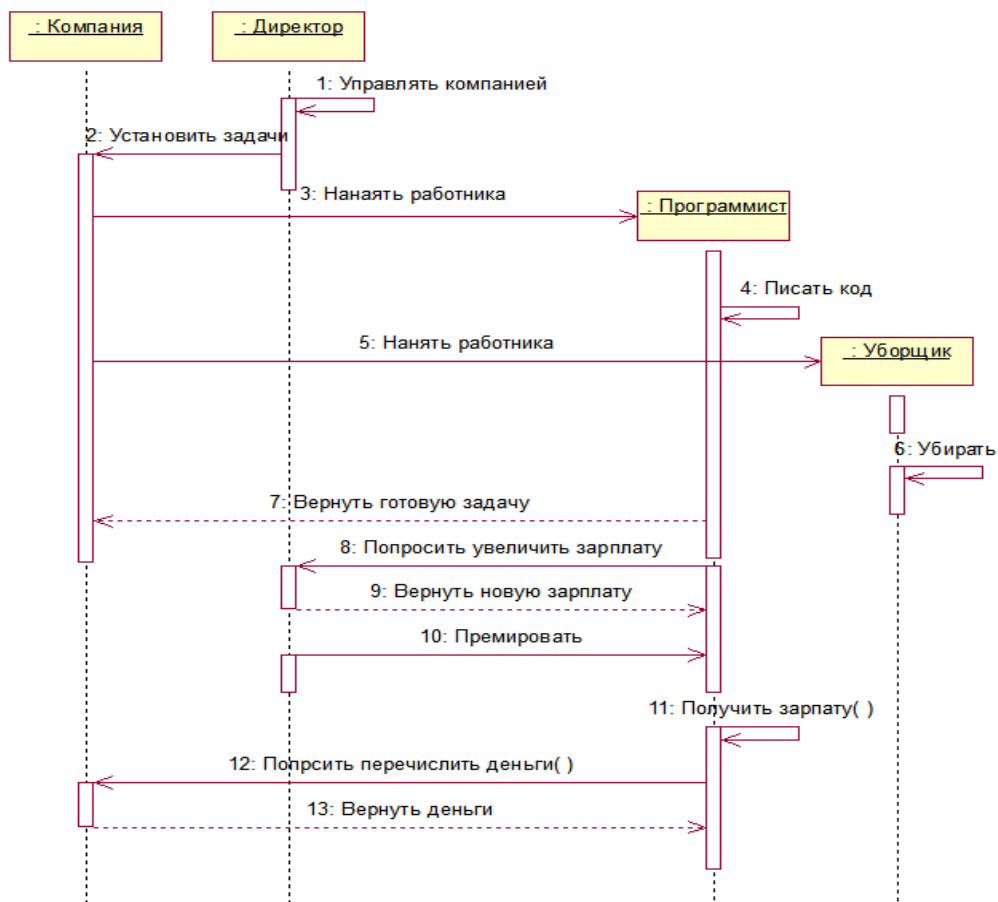 : Компания
: Директор
1: Управлять компанией
2: Установить задачи
3: Нанаять работника
: Программист
4: Писать код
5: Нанять работника
: Уборщик
6: Убирать
7: Вернуть готовую задачу
8: Попросить увеличить зарплату
9: Вернуть новую зарплату
10: Премировать
11: Получить зарпату( )
12: Попрсить перечислить деньги( )
13: Вернуть деньги